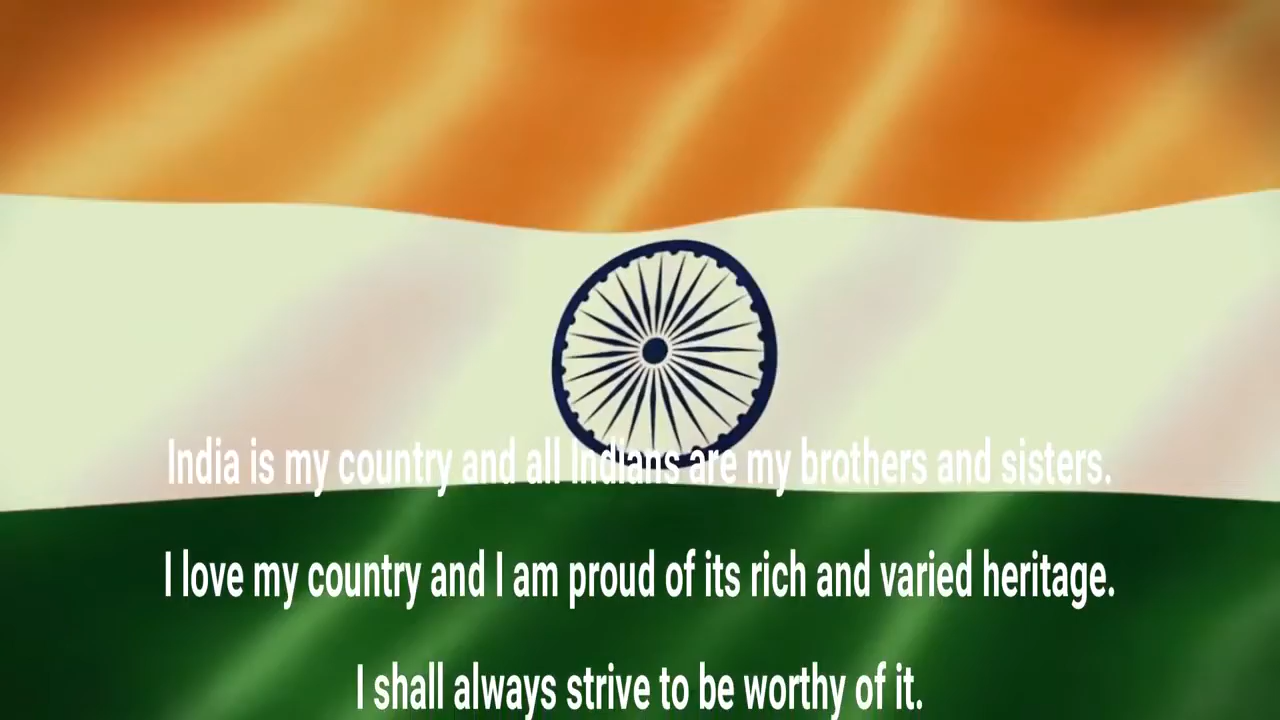 India is my country and all Indians are my brothers and sisters.
I love my country and I am proud of its rich and varied heritage.
I shall always strive to be worthy of it.